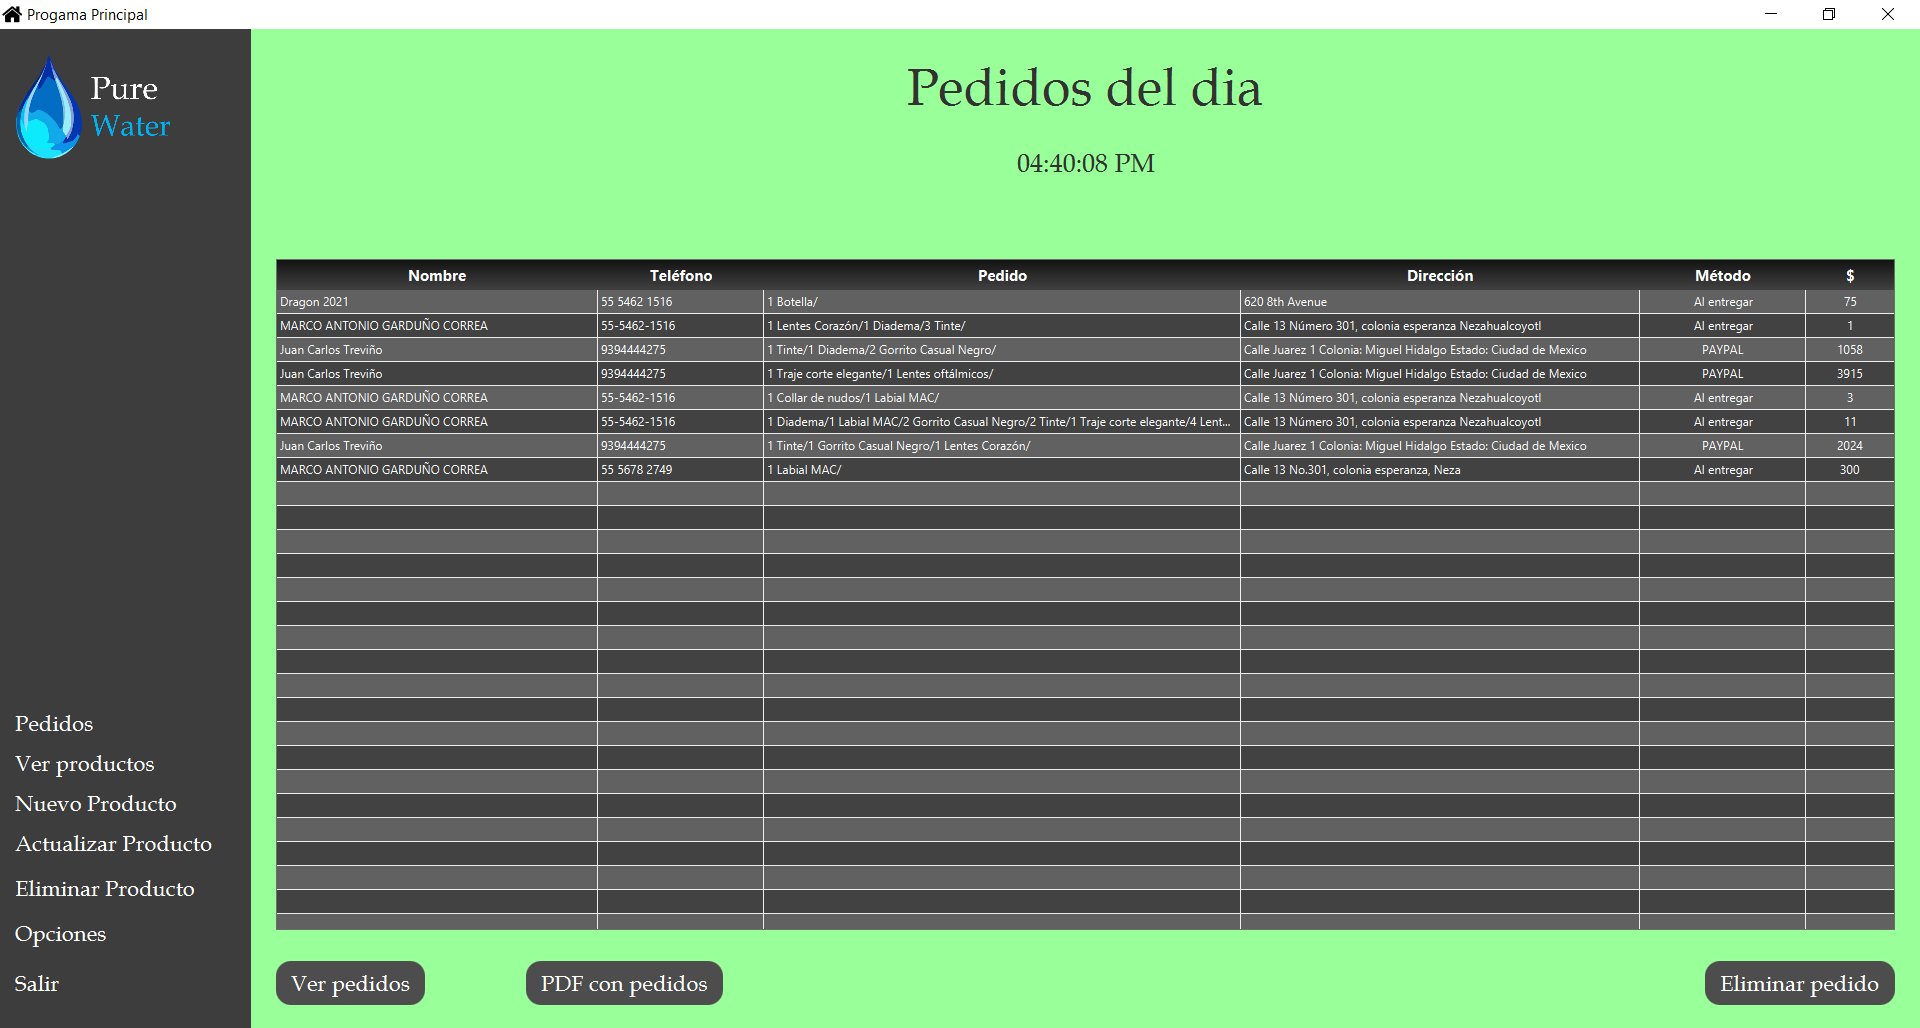 Progama Principal
Pure
Water
Pedidos del dia
04:40:08 PM
Nombre Teléfono Pedido Dirección Método $
Dragon 2021 55 5462 1516 1 Botella/ 620 8th Avenue Al entregar 75
MARCO ANTONIO GARDUÑO CORREA 55-5462-1516 1 Lentes Corazón/1 Diadema/3 Tinte/ Calle 13 Número 301, colonia esperanza Nezahualcoyotl Al entregar 1
Juan Carlos Treviño 9394444275 1 Tinte/1 Diadema/2 Gorrito Casual Negro/ Calle Juarez 1 Colonia: Miguel Hidalgo Estado: Ciudad de Mexico PAYPAL 1058
Juan Carlos Treviño 9394444275 1 Traje corte elegante/1 Lentes oftálmicos/ Calle Juarez 1 Colonia: Miguel Hidalgo Estado: Ciudad de Mexico PAYPAL 3915
MARCO ANTONIO GARDUÑO CORREA 55-5462-1516 1 Collar de nudos/1 Labial MAC/ Calle 13 Número 301, colonia esperanza Nezahualcoyotl Al entregar 3
MARCO ANTONIO GARDUÑO CORREA 55-5462-1516 1 Diadema/1 Labial MAC/2 Gorrito Casual Negro/2 Tinte/1 Traje corte elegante/4 Lent... Calle 13 Número 301, colonia esperanza Nezahualcoyotl Al entregar 11
Juan Carlos Treviño 9394444275 1 Tinte/1 Gorrito Casual Negro/1 Lentes Corazón/ Calle Juarez 1 Colonia: Miguel Hidalgo Estado: Ciudad de Mexico PAYPAL 2024
MARCO ANTONIO GARDUÑO CORREA 55 5678 2749 1 Labial MAC/ Calle 13 No.301, colonia esperanza, Neza Al entregar 300
Pedidos
Ver productos
Nuevo Producto
Actualizar Producto
Eliminar Producto
Opciones
Salir
Ver pedidos PDF con pedidos Eliminar pedido